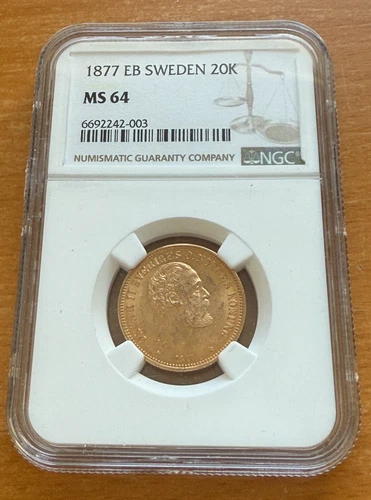 1877 EB SWEDEN 20K
MS 64
6692242-003
NUMISMATIC GUARANTY COMPANY
NGC